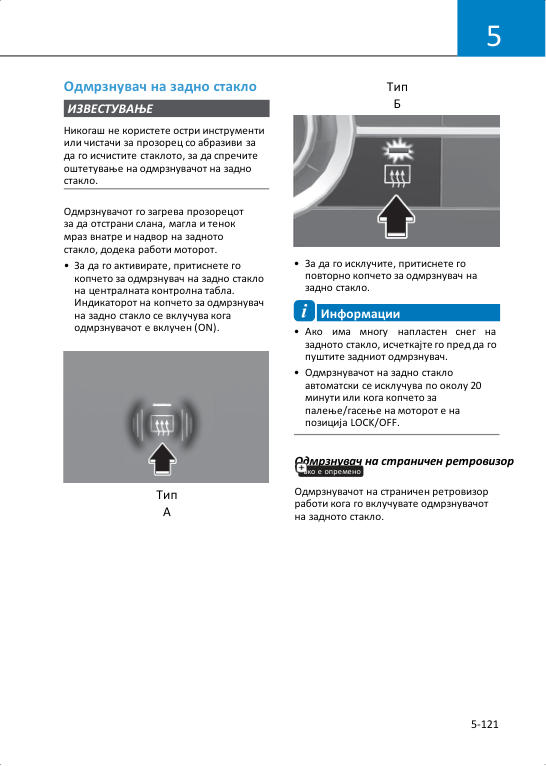 5
Одмрзнувач на задно стакло
ИЗВЕСТУВАЊЕ
Никогаш не користете остри инструменти
или чистачи за прозорец со абразиви за
да го исчистите стаклото, за да спречите
оштетување на одмрзнувачот на задно
стакло.
Одмрзнувачот го загрева прозорецот
за да отстрани слана, магла и тенок
мраз внатре и надвор на задното
стакло, додека работи моторот.
• За да го активирате, притиснете го
копчето за одмрзнувач на задно стакло
на централната контролна табла.
Индикаторот на копчето за одмрзнувач
на задно стакло се вклучува кога
одмрзнувачот е вклучен (ON).
Тип
А
Тип
Б
• За да го исклучите, притиснете го
повторно копчето за одмрзнувач на
задно стакло.
i Информации
• Ако има многу напластен снег на
задното стакло, исчеткајте го пред да го
пуштите задниот одмрзнувач.
• Одмрзнувачот на задно стакло
автоматски се исклучува по околу 20
минути или кога копчето за
палење/гасење на моторот е на
позиција LOCK/OFF.
Одмрзнувач на страничен ретровизор
ако е опремено
Одмрзнувачот на страничен ретровизор
работи кога го вклучувате одмрзнувачот
на задното стакло.
5-121